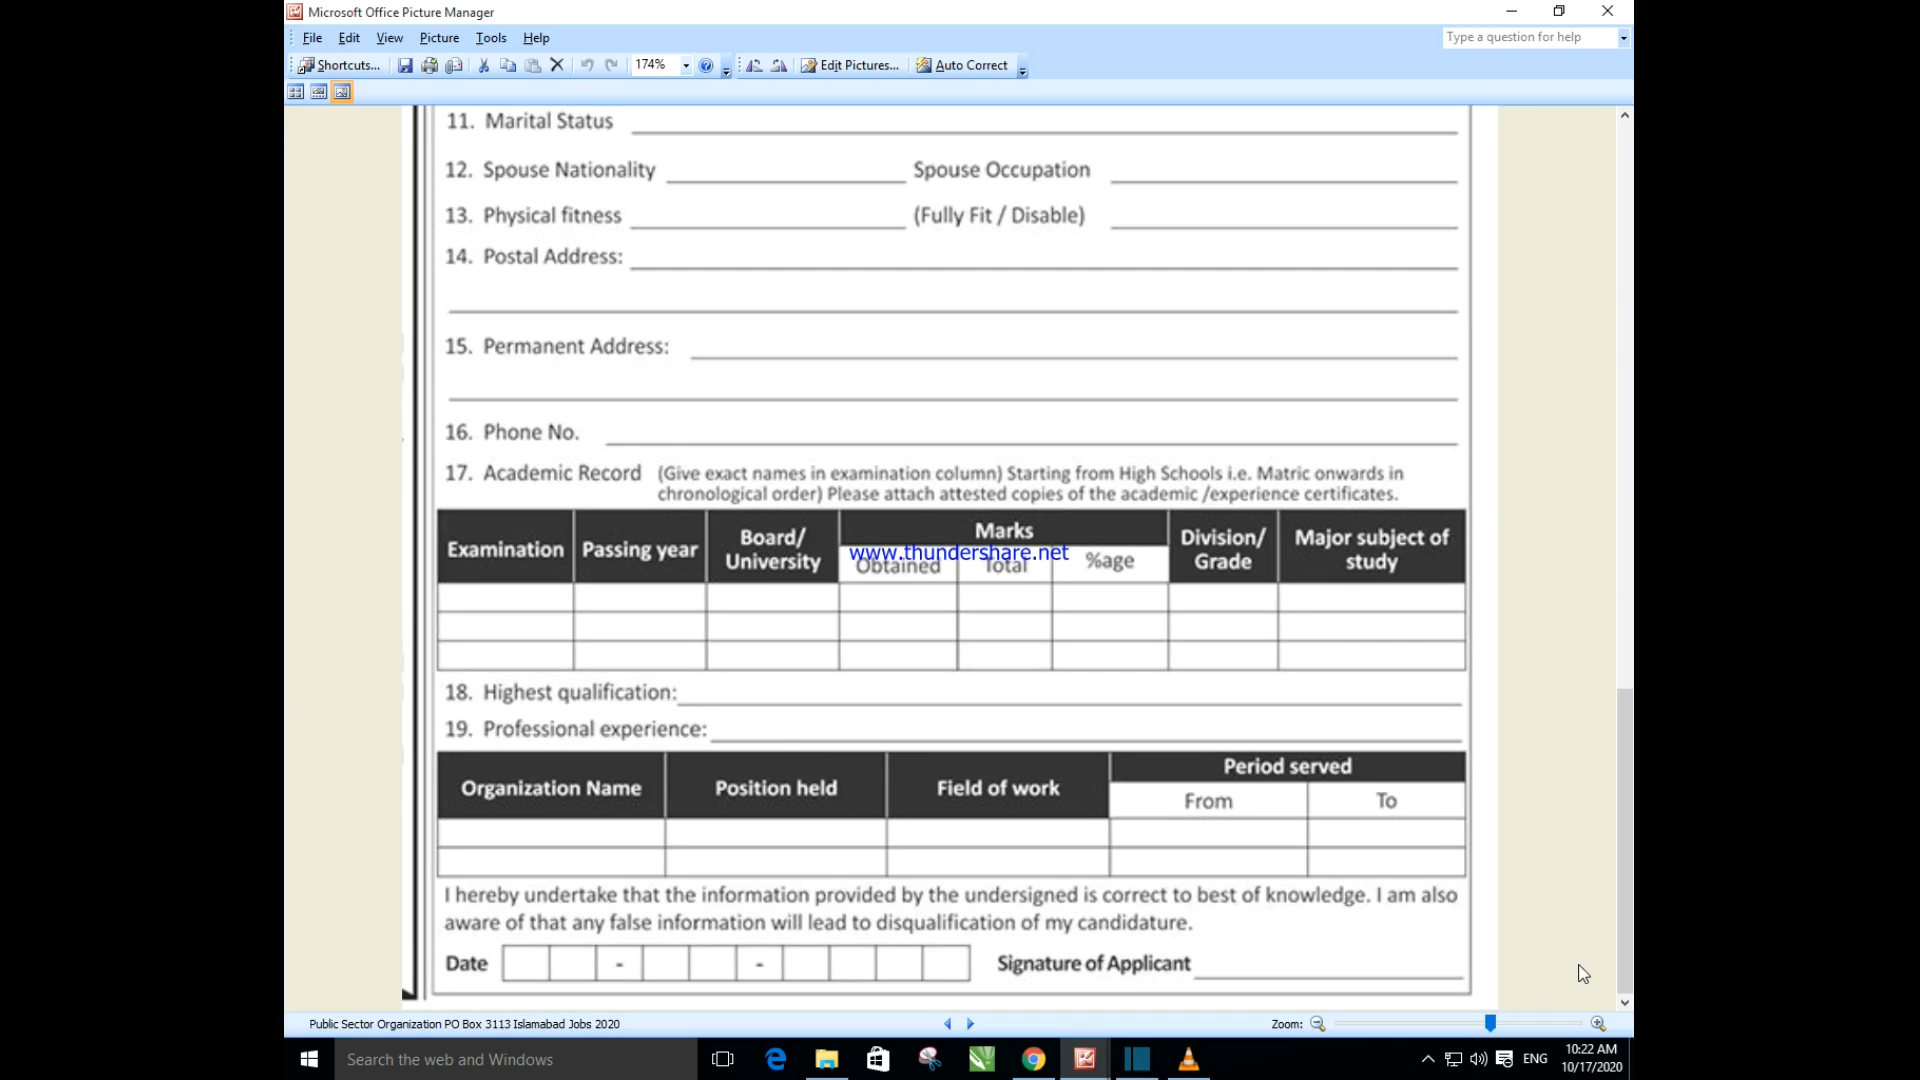 Microsoft Office Picture Manager
File Edit View Picture Tools Help
Type a question for help
Shortcuts... 174% Edit Pictures... Auto Correct
11. Marital Status
12. Spouse Nationality Spouse Occupation
13. Physical fitness (Fully Fit / Disable)
14. Postal Address:
15. Permanent Address:
16. Phone No.
17. Academic Record (Give exact names in examination column) Starting from High Schools i.e. Matric onwards in
chronological order) Please attach attested copies of the academic /experience certificates.
Examination Passing year Board/ University Marks Division/ Grade Major subject of study
www.thundershare.net
Obtained Total %age
18. Highest qualification:
19. Professional experience:
Organization Name Position held Field of work Period served
From To
I hereby undertake that the information provided by the undersigned is correct to best of knowledge. I am also
aware of that any false information will lead to disqualification of my candidature.
Date - - Signature of Applicant
Public Sector Organization PO Box 3113 Islamabad Jobs 2020 Zoom:
Search the web and Windows ENG 10:22 AM
10/17/2020